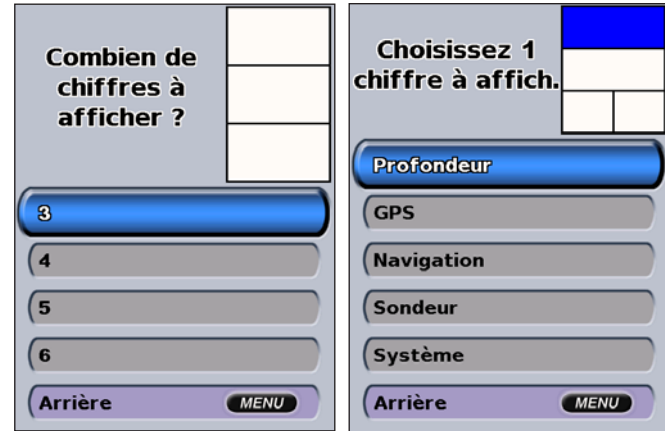 Combien de
chiffres à
afficher ?
3
4
5
6
Arrière MENU
Choisissez 1
chiffre à affich.
Profondeur
GPS
Navigation
Sondeur
Système
Arrière MENU